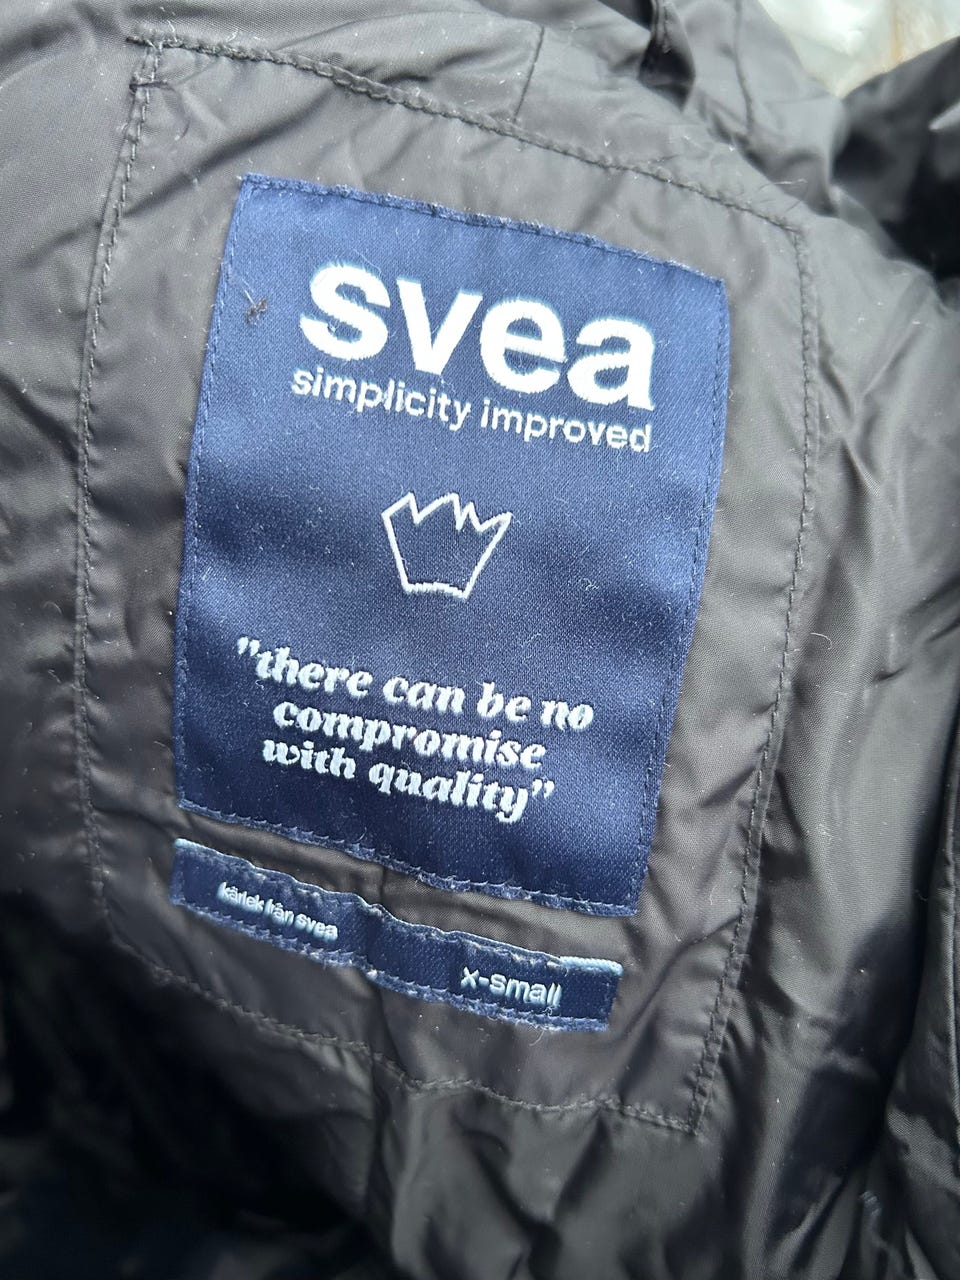 svea
simplicity improved
"there can be no
compromise
with quality"
kärlek från svea
x-small